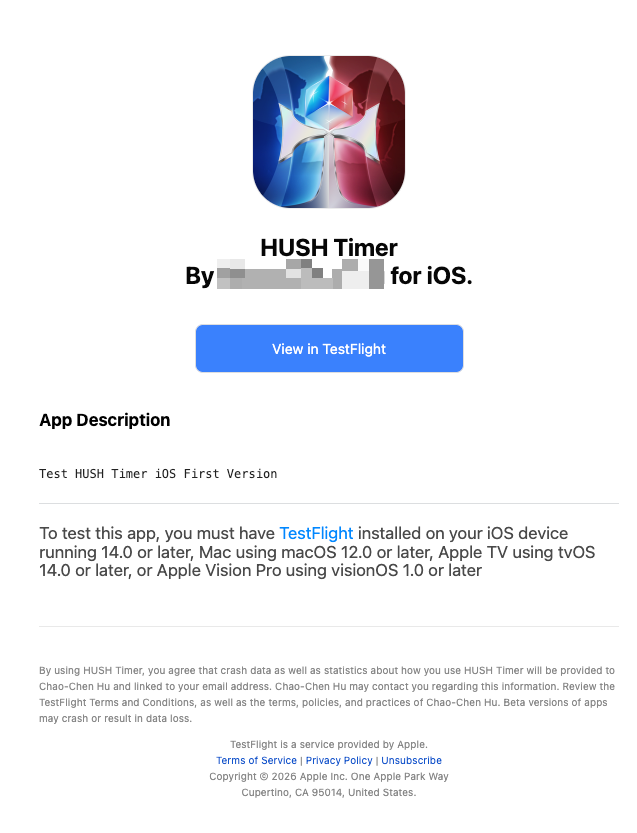 HUSH Timer
By for iOS.
View in TestFlight
App Description
Test HUSH Timer iOS First Version
To test this app, you must have TestFlight installed on your iOS device
running 14.0 or later, Mac using macOS 12.0 or later, Apple TV using tvOS
14.0 or later, or Apple Vision Pro using visionOS 1.0 or later
By using HUSH Timer, you agree that crash data as well as statistics about how you use HUSH Timer will be provided to
Chao-Chen Hu and linked to your email address. Chao-Chen Hu may contact you regarding this information. Review the
TestFlight Terms and Conditions, as well as the terms, policies, and practices of Chao-Chen Hu. Beta versions of apps
may crash or result in data loss.
TestFlight is a service provided by Apple.
Terms of Service | Privacy Policy | Unsubscribe
Copyright © 2026 Apple Inc. One Apple Park Way
Cupertino, CA 95014, United States.